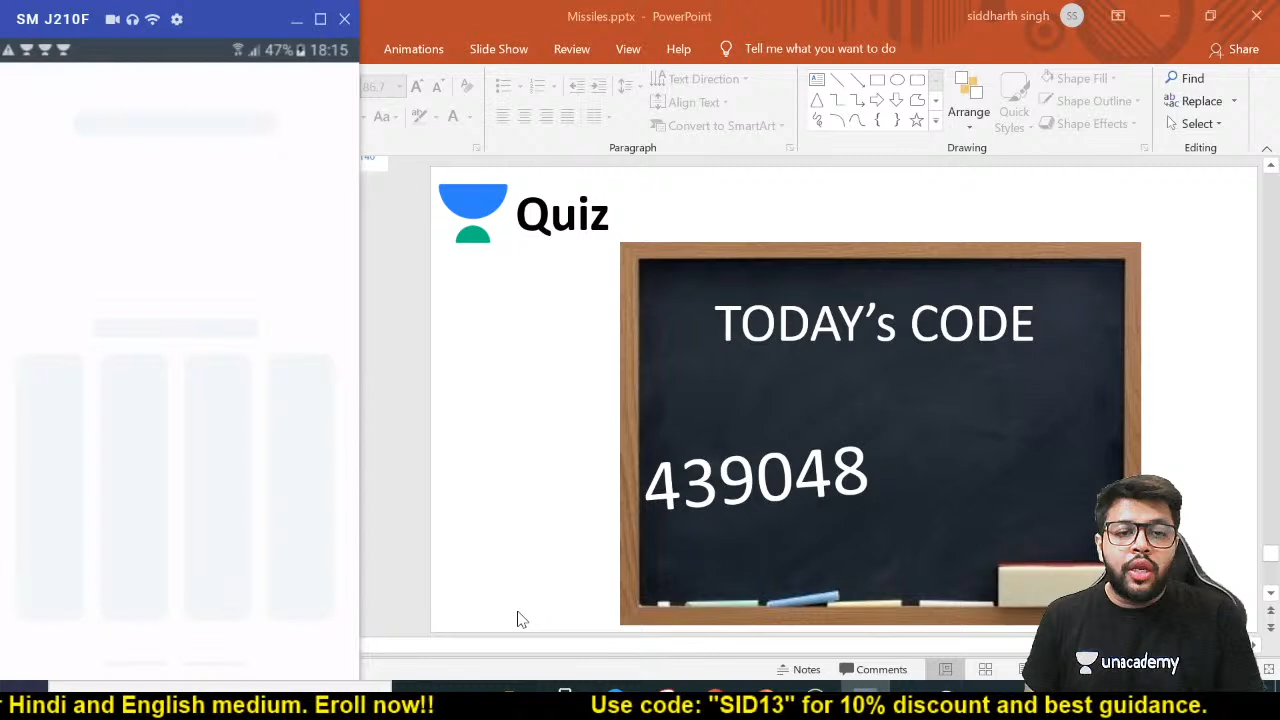 SM J210F
47% 18:15
Missiles.pptx - PowerPoint
siddharth singh SS
Animations Slide Show Review View Help Tell me what you want to do Share
Text Direction
Align Text
Convert to SmartArt
Aa
A
Arrange
Quick
Styles
Shape Fill
Shape Outline
Shape Effects
Find
Replace
Select
Paragraph Drawing Editing
Quiz
TODAY's CODE
439048
unacademy
Notes Comments
Hindi and English medium. Eroll now!! Use code: "SID13" for 10% discount and best guidance.